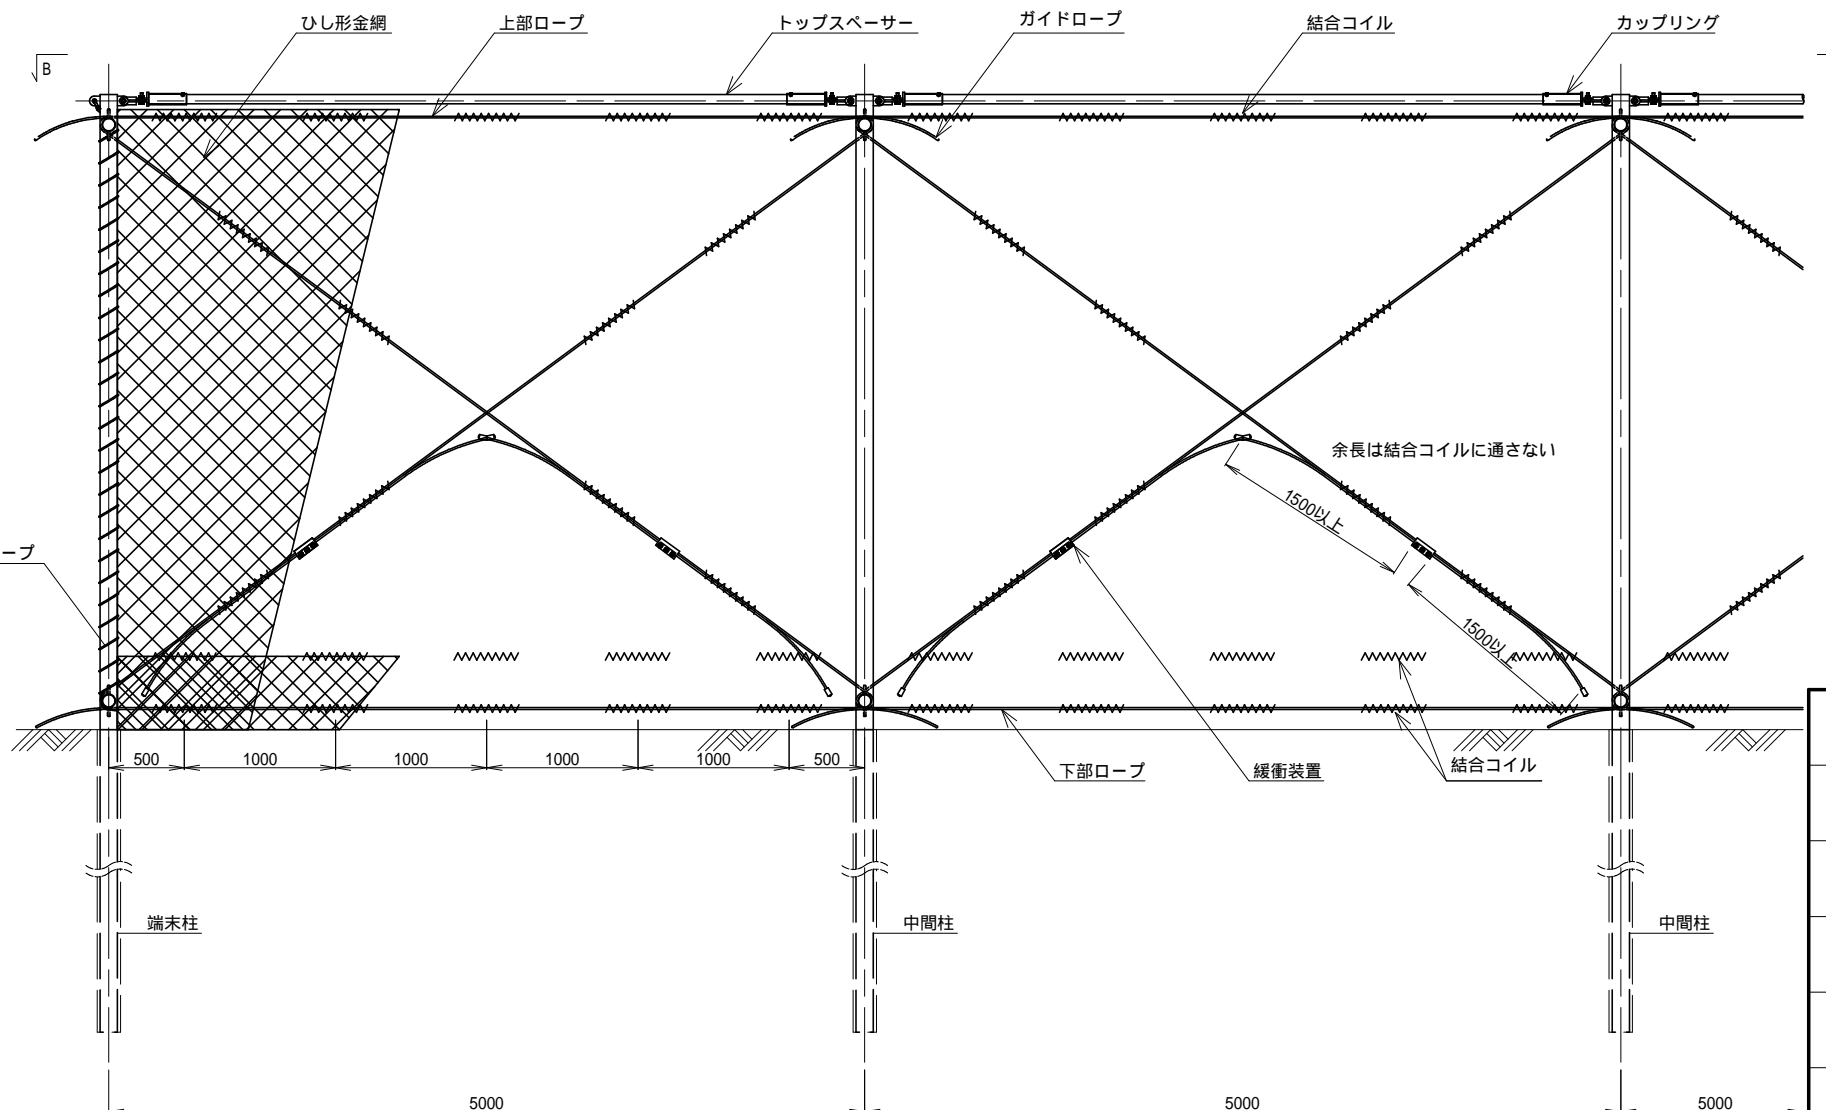 ひし形金網
上部ロープ
トップスペーサー
ガイドロープ
結合コイル
カップリング
B
余長は結合コイルに通さない
1500以上
1500以上
ープ
500
1000
1000
1000
1000
500
下部ロープ
緩衝装置
結合コイル
端末柱
中間柱
中間柱
5000
5000
5000